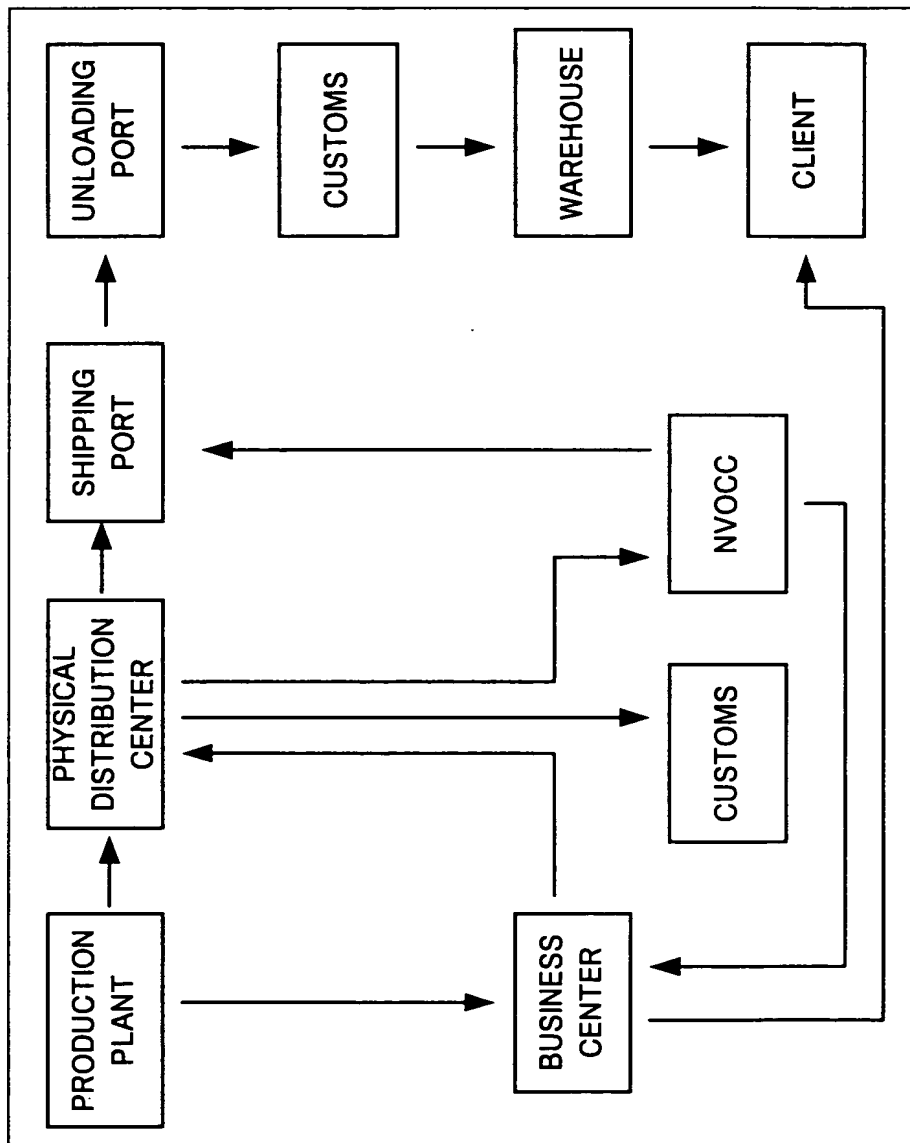 PRODUCTION
PLANT
PHYSICAL
DISTRIBUTION
CENTER
SHIPPING
PORT
UNLOADING
PORT
CUSTOMS
BUSINESS
CENTER
WAREHOUSE
CUSTOMS
NVOCC
CLIENT